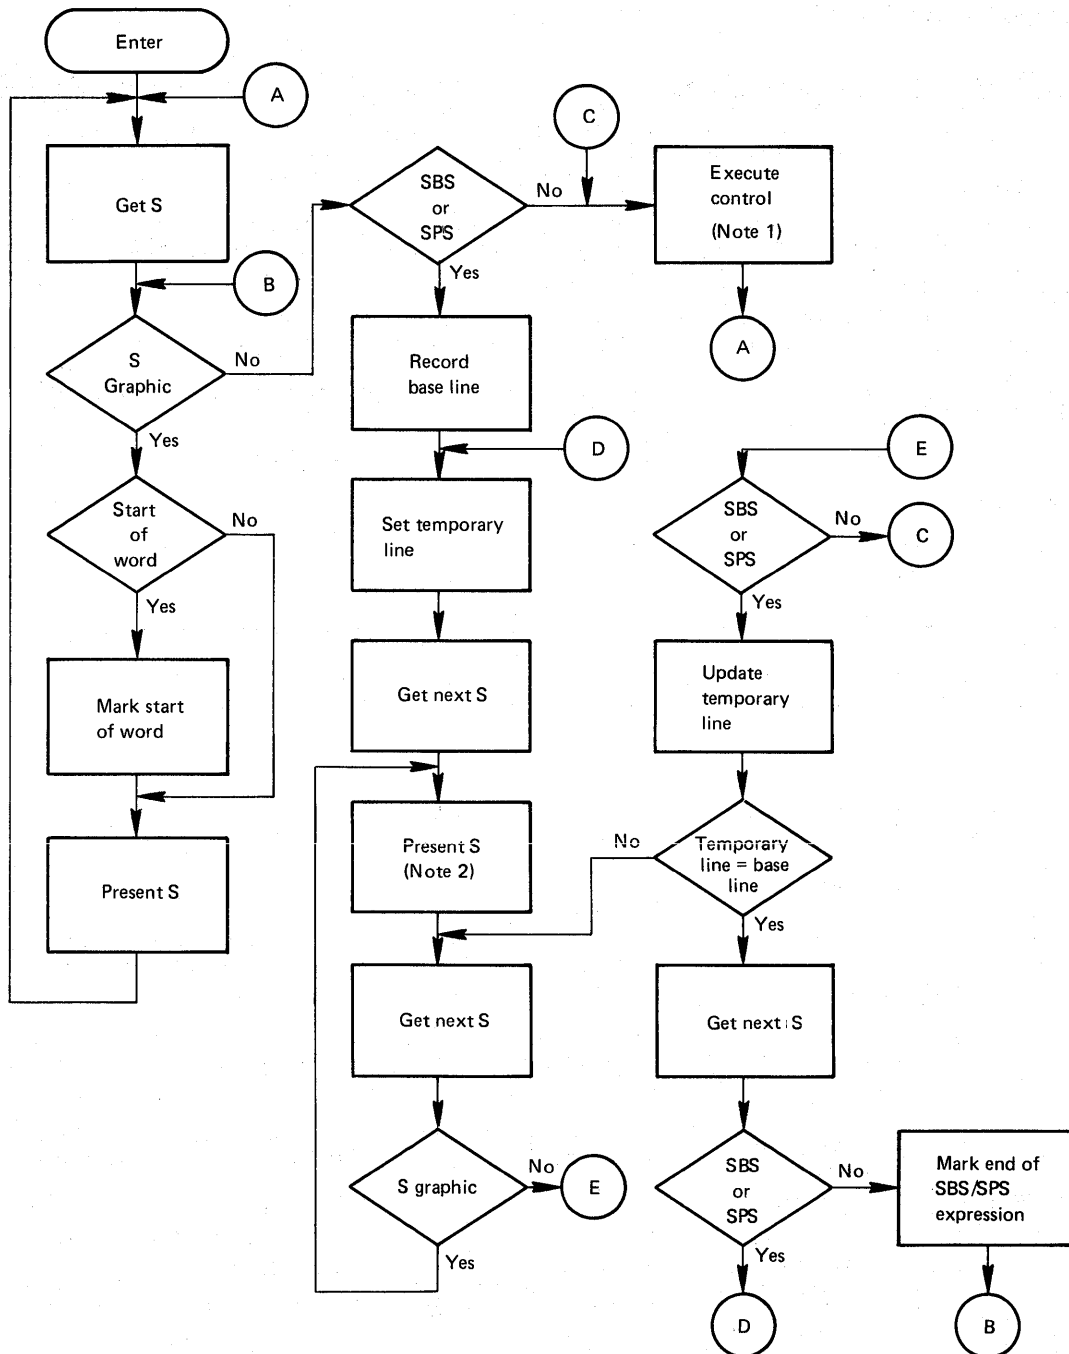 Enter
A
Get S
B
S
Graphic
No
Yes
Start
of
word
No
Yes
Mark start
of word
Present S
SBS
or
SPS
No
Yes
C
Execute
control
(Note 1)
A
Record
base line
D
Set temporary
line
Get next S
Present S
(Note 2)
Get next S
S graphic
No
E
Yes
E
SBS
or
SPS
No
C
Yes
Update
temporary
line
Temporary
line = base
line
No
Yes
Get next S
SBS
or
SPS
No
Yes
D
Mark end of
SBS/SPS
expression
B